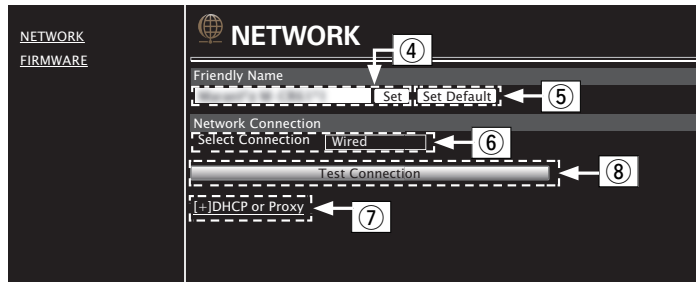 NETWORK
FIRMWARE
NETWORK
④
Friendly Name
Set Set Default ⑤
Network Connection
Select Connection Wired ⑥
Test Connection ⑧
[+]DHCP or Proxy ⑦